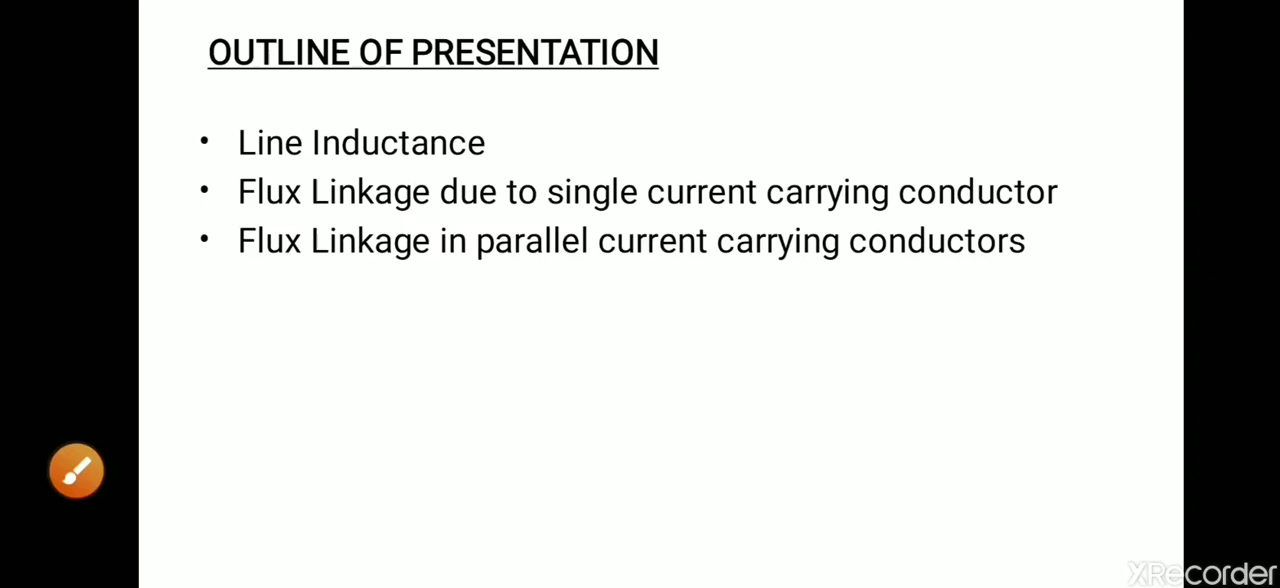 OUTLINE OF PRESENTATION
• Line Inductance
• Flux Linkage due to single current carrying conductor
• Flux Linkage in parallel current carrying conductors
XRecorder